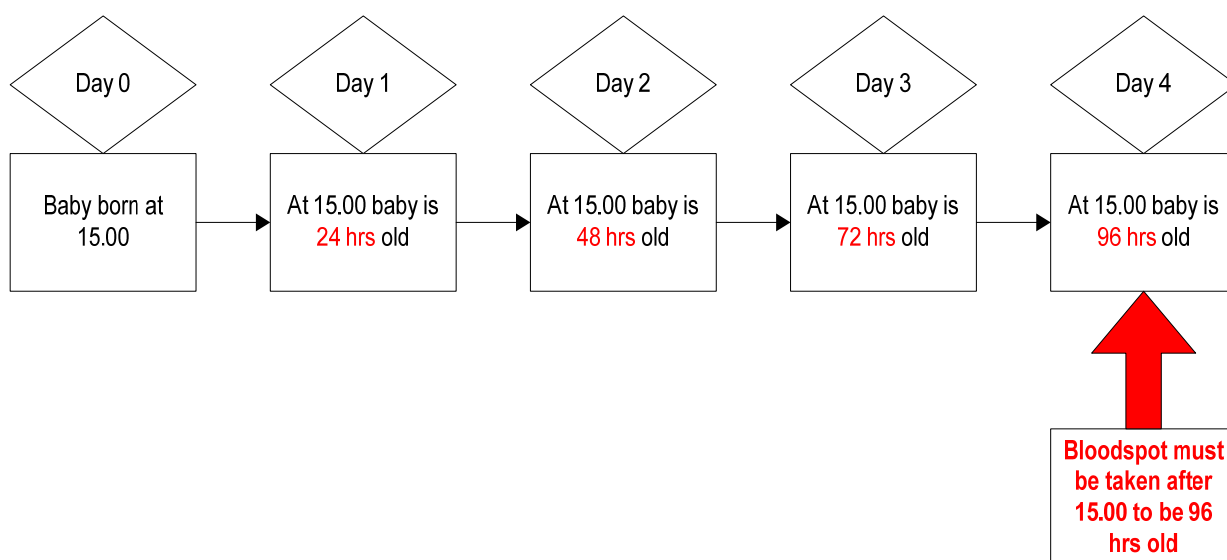 Day 0
Day 1
Day 2
Day 3
Day 4
Baby born at
15.00
At 15.00 baby is
24 hrs old
At 15.00 baby is
48 hrs old
At 15.00 baby is
72 hrs old
At 15.00 baby is
96 hrs old
Bloodspot must
be taken after
15.00 to be 96
hrs old